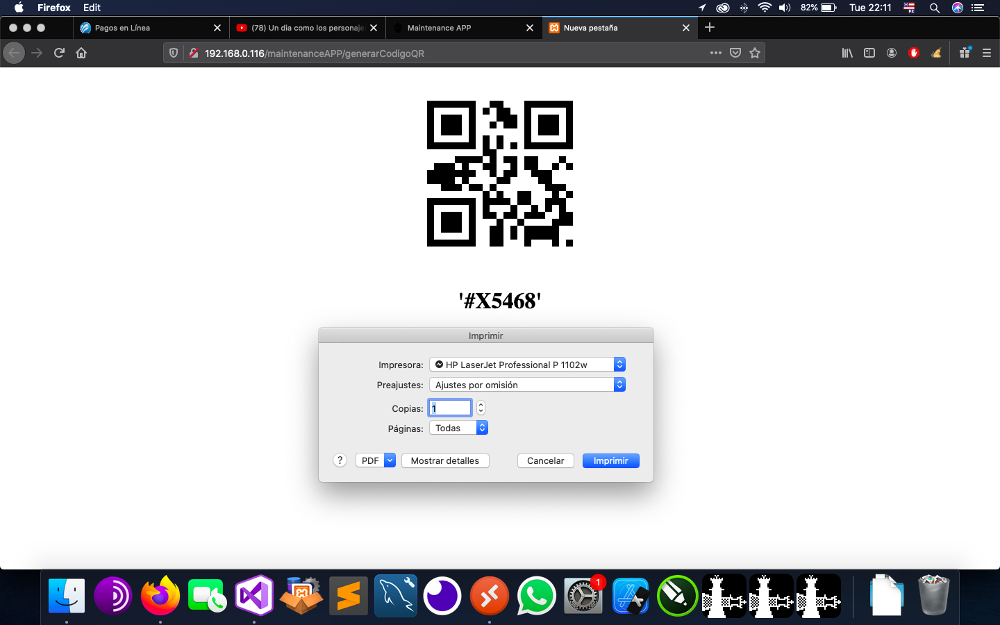 Firefox Edit 82% Tue 22:11
Pagos en Línea
(78) Un dia como los personaje
Maintenance APP
Nueva pestaña
192.168.0.116/maintenanceAPP/generarCodigoQR
'#X5468'
Imprimir
Impresora: HP LaserJet Professional P 1102w
Preajustes: Ajustes por omisión
Copias: 1
Páginas: Todas
? PDF Mostrar detalles Cancelar Imprimir
1